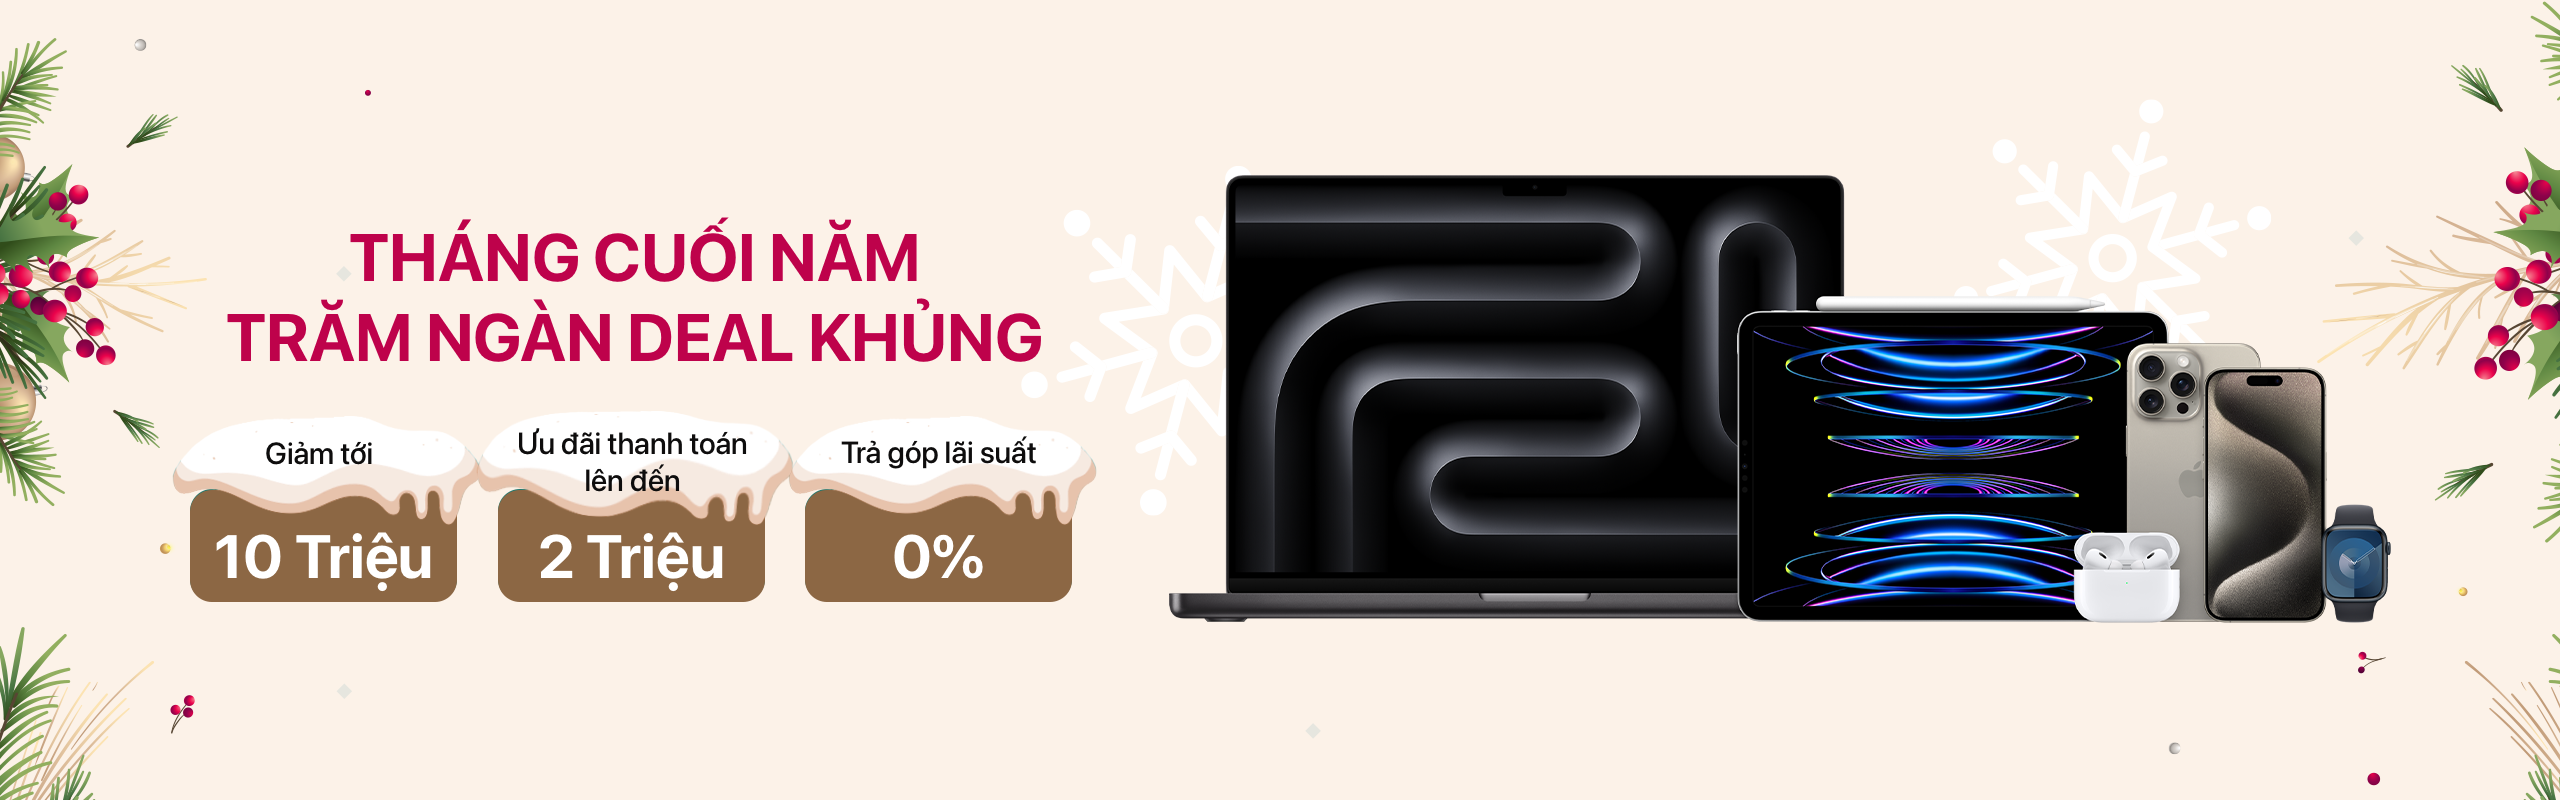 THÁNG CUỐI NĂM
TRĂM NGÀN DEAL KHỦNG
Giảm tới
10 Triệu
Ưu đãi thanh toán
lên đến
2 Triệu
Trả góp lãi suất
0%